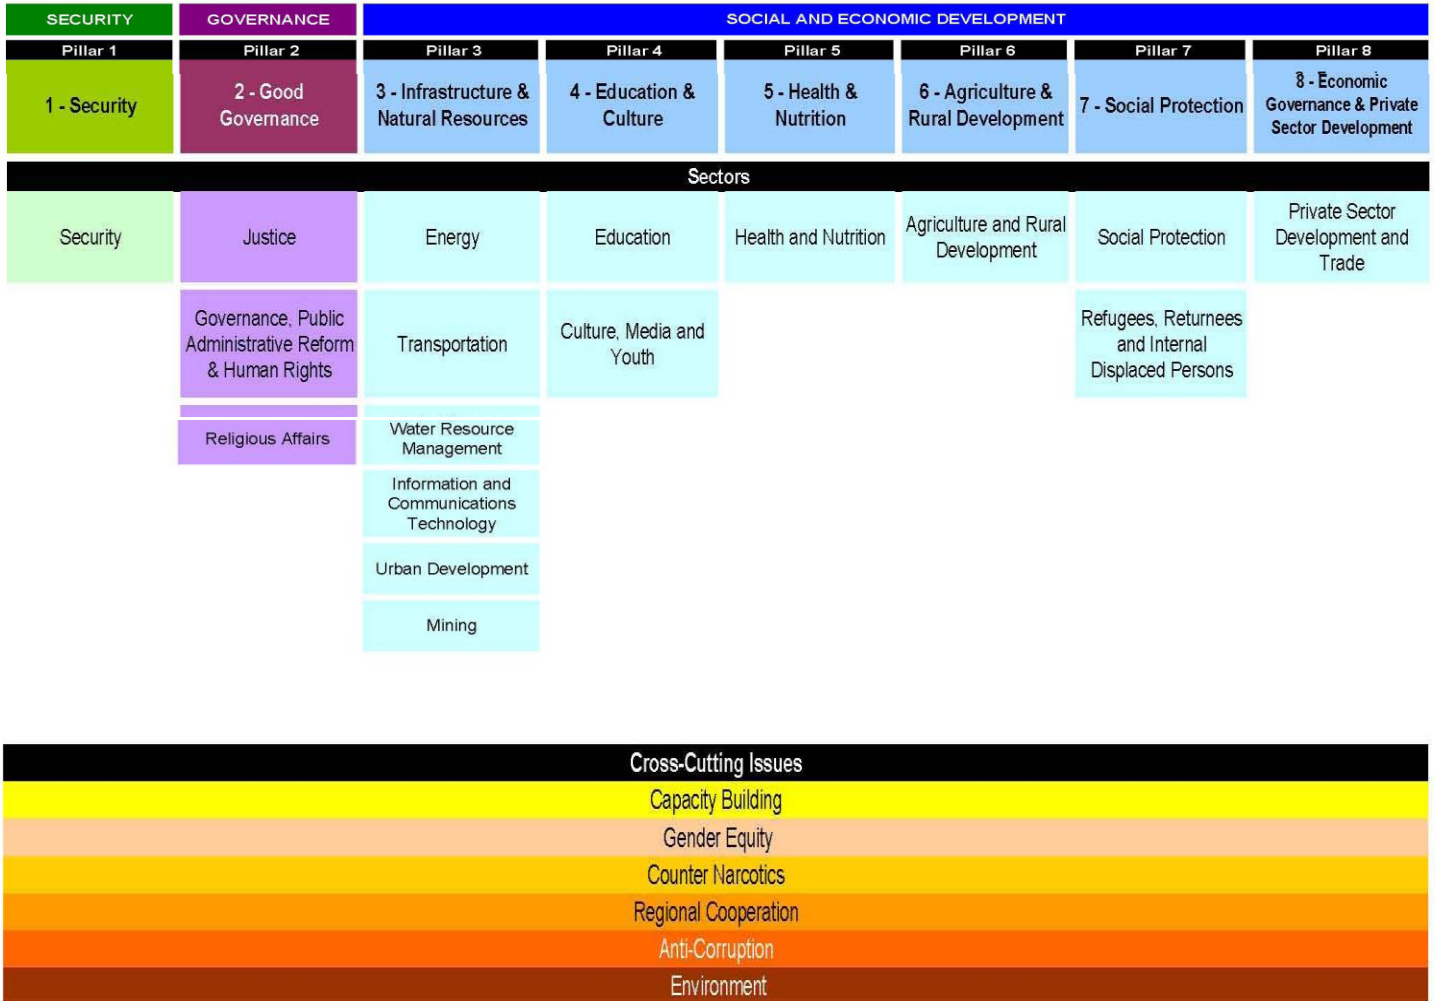 SECURITY
GOVERNANCE
SOCIAL AND ECONOMIC DEVELOPMENT
Pillar 1
Pillar 2
Pillar 3
Pillar 4
Pillar 5
Pillar 6
Pillar 7
Pillar 8
1 - Security
2 - Good
Governance
3 - Infrastructure &
Natural Resources
4 - Education &
Culture
5 - Health &
Nutrition
6 - Agriculture &
Rural Development
7 - Social Protection
8 - Economic
Governance & Private
Sector Development
Sectors
Security
Justice
Energy
Education
Health and Nutrition
Agriculture and Rural
Development
Social Protection
Private Sector
Development and
Trade
Governance, Public
Administrative Reform
& Human Rights
Transportation
Culture, Media and
Youth
Refugees, Returnees
and Internal
Displaced Persons
Religious Affairs
Water Resource
Management
Information and
Communications
Technology
Urban Development
Mining
Cross-Cutting Issues
Capacity Building
Gender Equity
Counter Narcotics
Regional Cooperation
Anti-Corruption
Environment